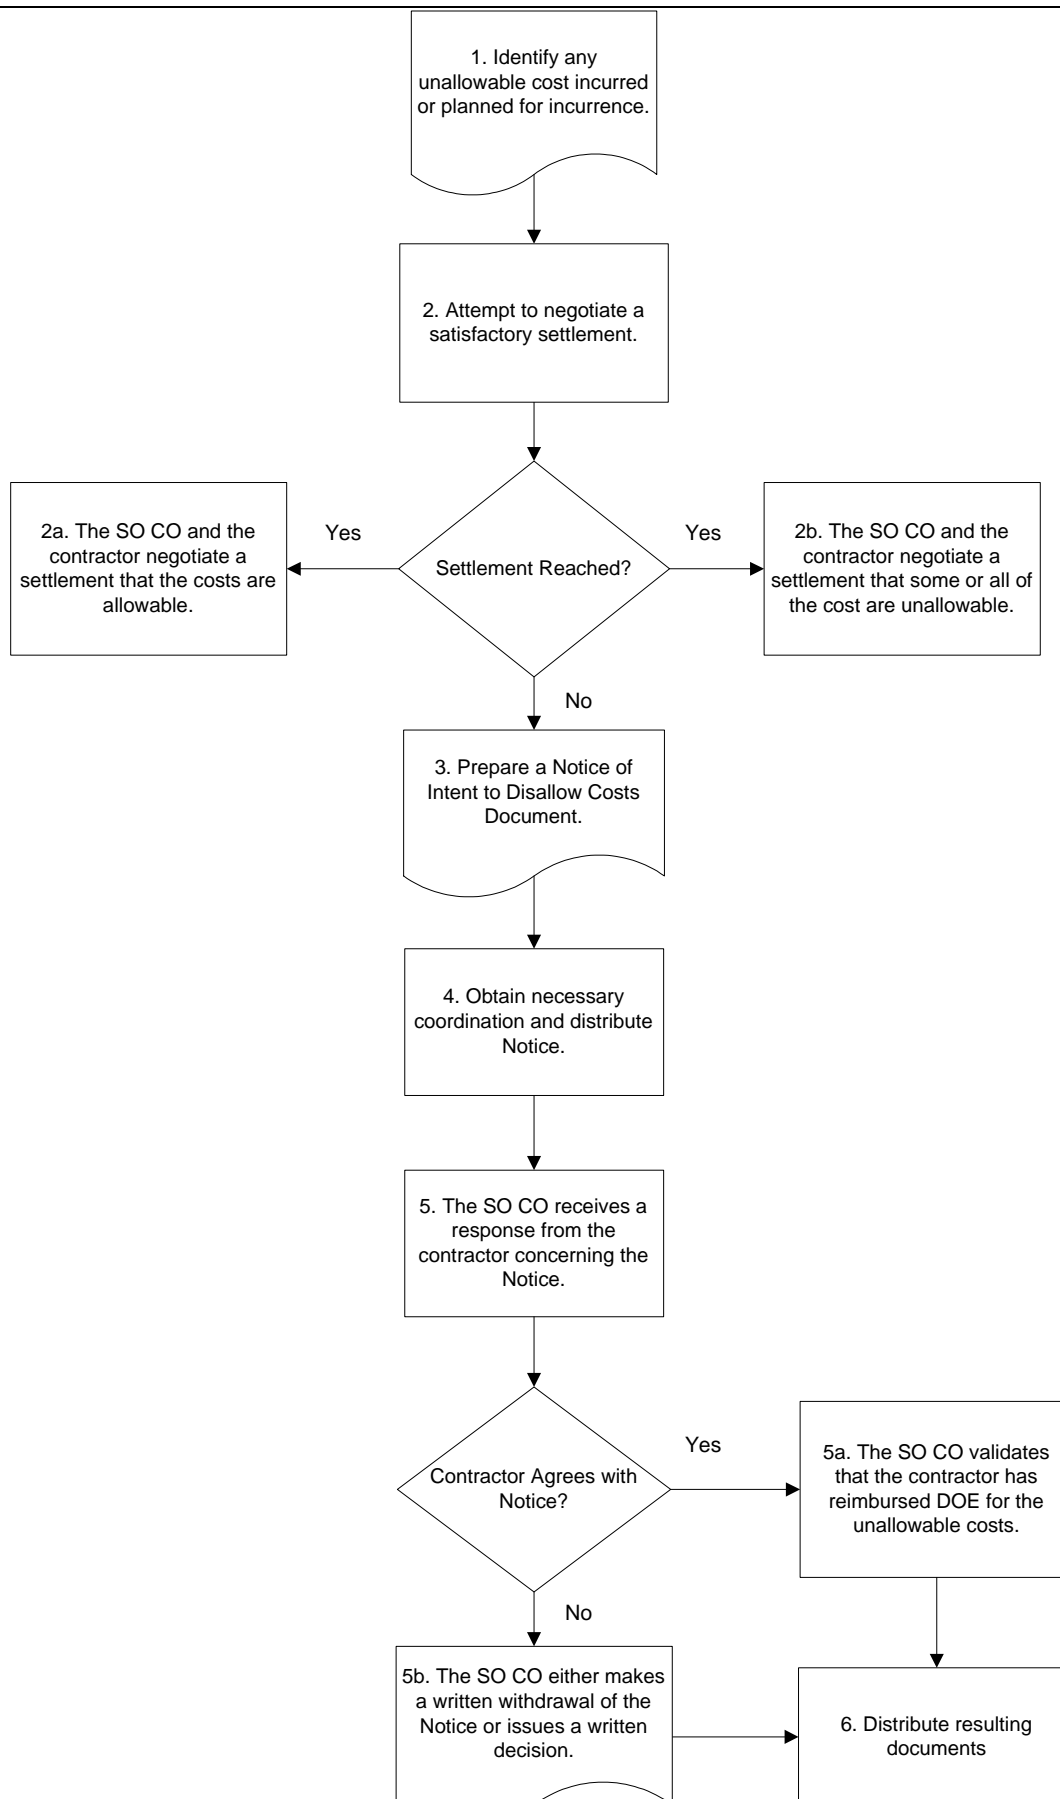 1. Identify any
unallowable cost incurred
or planned for incurrence.
2. Attempt to negotiate a
satisfactory settlement.
2a. The SO CO and the
contractor negotiate a
settlement that the costs are
allowable.
Yes
Settlement Reached?
Yes
2b. The SO CO and the
contractor negotiate a
settlement that some or all of
the cost are unallowable.
No
3. Prepare a Notice of
Intent to Disallow Costs
Document.
4. Obtain necessary
coordination and distribute
Notice.
5. The SO CO receives a
response from the
contractor concerning the
Notice.
Contractor Agrees with
Notice?
Yes
5a. The SO CO validates
that the contractor has
reimbursed DOE for the
unallowable costs.
No
5b. The SO CO either makes
a written withdrawal of the
Notice or issues a written
decision.
6. Distribute resulting
documents